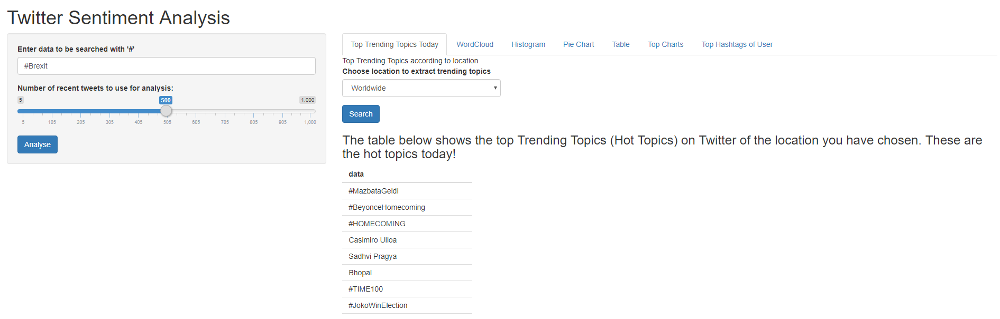 Twitter Sentiment Analysis
Enter data to be searched with '#'
#Brexit
Number of recent tweets to use for analysis:
5 500 1,000
5 105 205 305 405 505 605 705 805 905 1,000
Analyse
Top Trending Topics Today WordCloud Histogram Pie Chart Table Top Charts Top Hashtags of User
Top Trending Topics according to location
Choose location to extract trending topics
Worldwide
Search
The table below shows the top Trending Topics (Hot Topics) on Twitter of the location you have chosen. These are
the hot topics today!
data
#MazbataGeldi
#BeyonceHomecoming
#HOMECOMING
Casimiro Ulloa
Sadhvi Pragya
Bhopal
#TIME100
#JokoWinElection